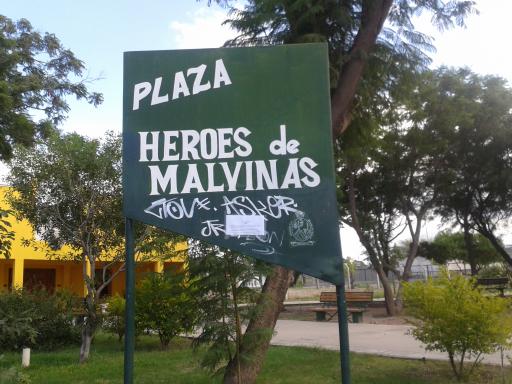 PLAZA
HEROES de
MALVINAS